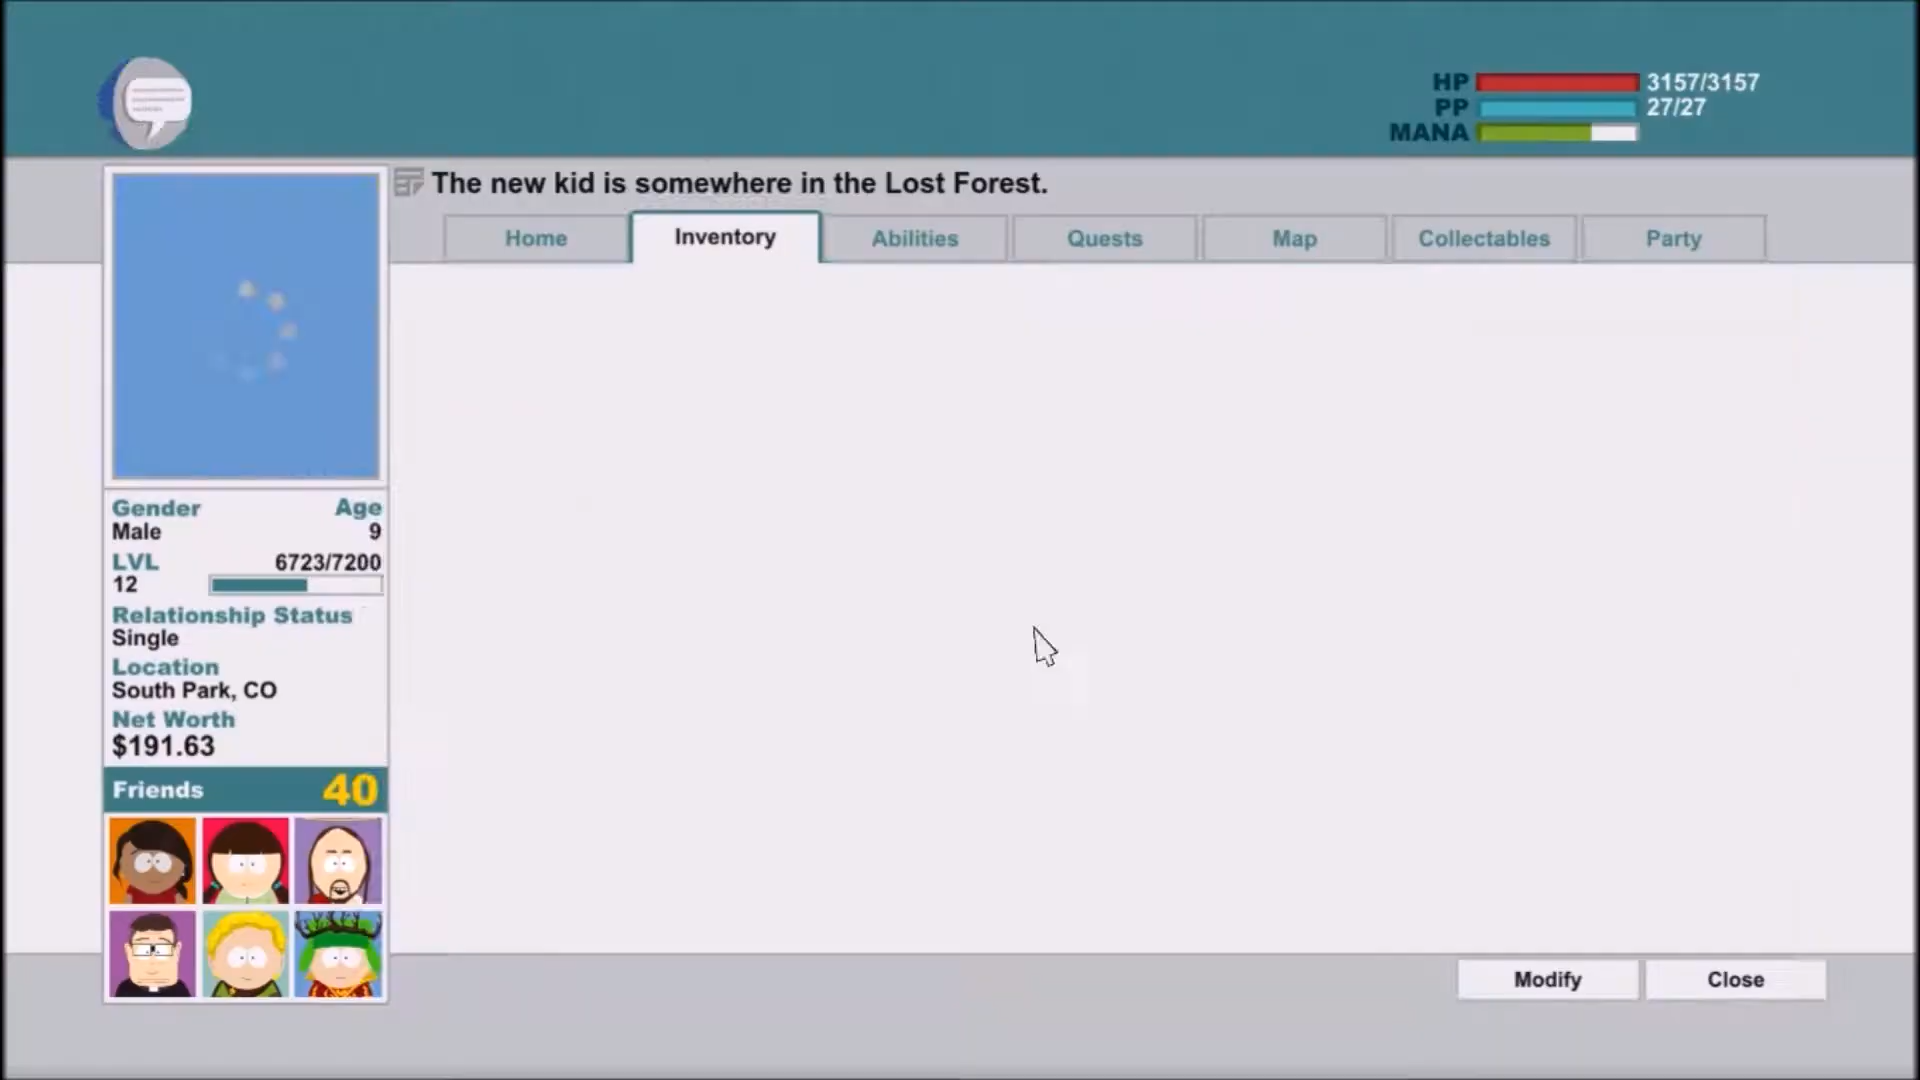 HP 3157/3157
PP 27/27
MANA
The new kid is somewhere in the Lost Forest.
Home Inventory Abilities Quests Map Collectables Party
Gender Age
Male 9
LVL 6723/7200
12
Relationship Status
Single
Location
South Park, CO
Net Worth
$191.63
Friends 40
Modify Close